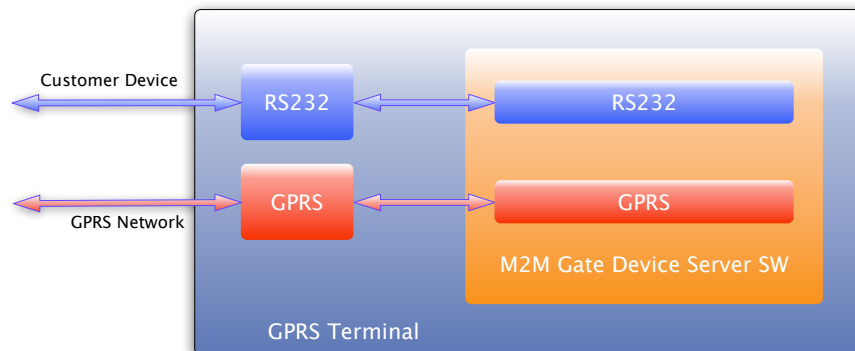 Customer Device
RS232
RS232
GPRS
GPRS
GPRS Network
M2M Gate Device Server SW
GPRS Terminal